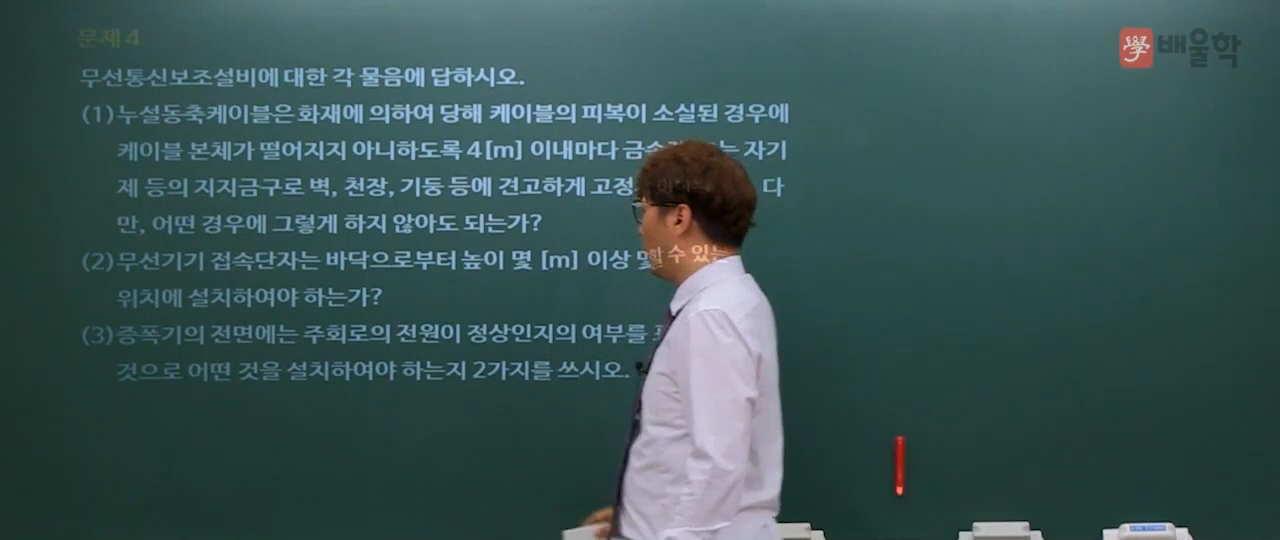 學 배울학
문제 4
무선통신보조설비에 대한 각 물음에 답하시오.
(1) 누설동축케이블은 화재에 의하여 당해 케이블의 피복이 소실된 경우에
케이블 본체가 떨어지지 아니하도록 4[m] 이내마다 자기
제 등의 지지금구로 벽, 천장, 기둥 등에 견고하게 다
만, 어떤 경우에 그렇게 하지 않아도 되는가?
(2) 무선기기 접속단자는 바닥으로부터 높이 몇 [m] 이상 몇 할 수 있는
위치에 설치하여야 하는가?
(3) 증폭기의 전면에는 주회로의 전원이 정상인지의 여부를
것으로 어떤 것을 설치하여야 하는지 2가지를 쓰시오.